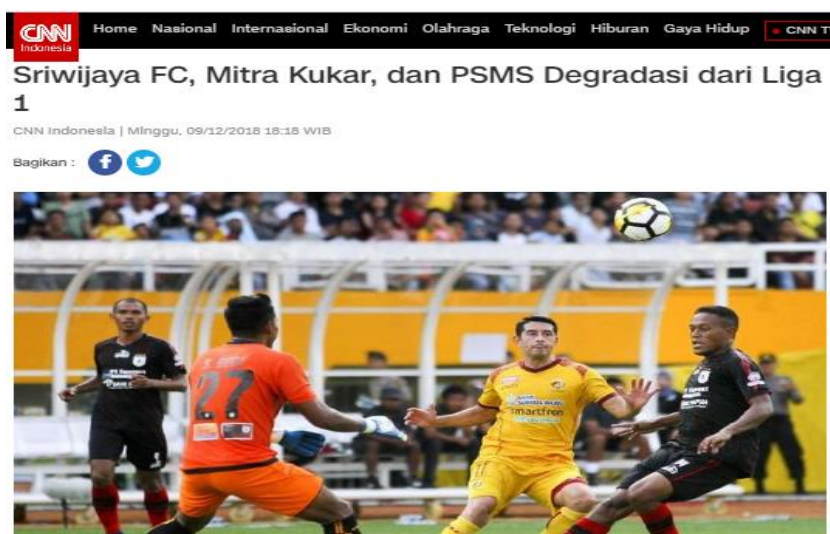 CNN
Indonesia
Home Nasional Internasional Ekonomi Olahraga Teknologi Hiburan Gaya Hidup CNN T
Sriwijaya FC, Mitra Kukar, dan PSMS Degradasi dari Liga
1
CNN Indonesia | Minggu, 09/12/2018 18:18 WIB
Bagikan :
27
smartfren